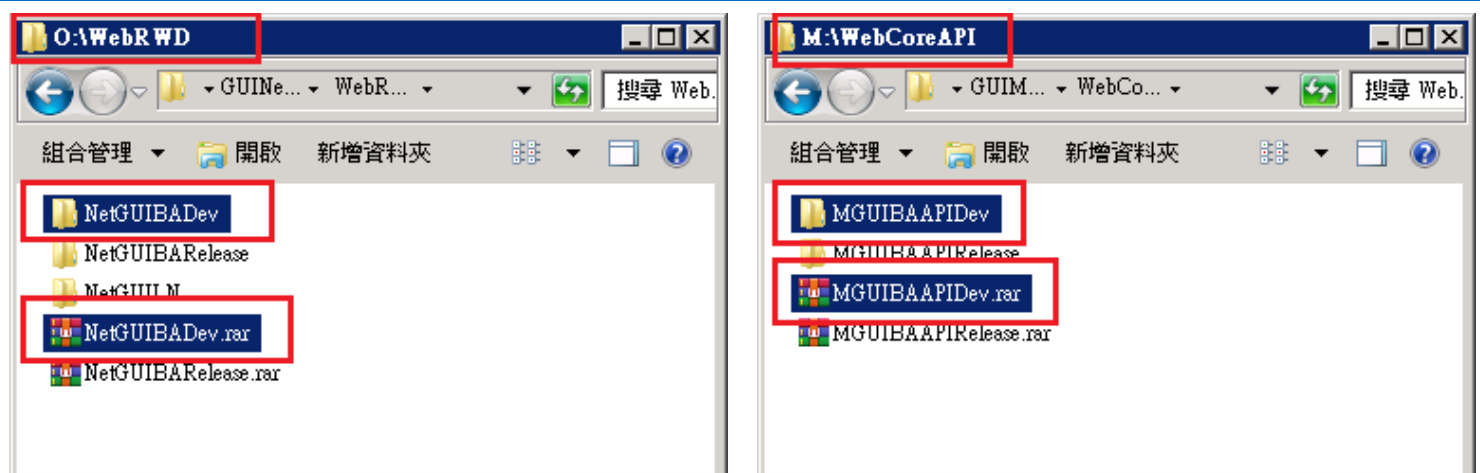 O:\WebRWD
GUINe... WebR... 搜尋 Web.
組合管理 開啟 新增資料夾
NetGUIBADev
NetGUIBARelease
NetGUILN
NetGUIBADev.rar
NetGUIBARelease.rar
M:\WebCoreAPI
GUIM... WebCo... 搜尋 Web.
組合管理 開啟 新增資料夾
MGUIBAAPIDev
MGUIBAAPIRelease
MGUIBAAPIDev.rar
MGUIBAAPIRelease.rar